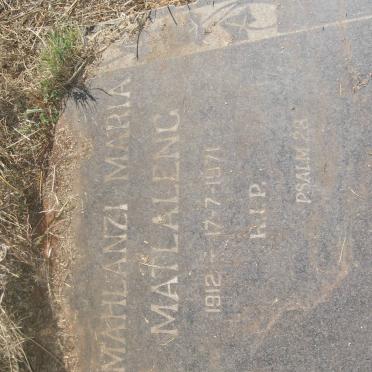 MAHLANZI MARIA
MATLALENG
1912 - 17-7-1971
R.I.P.
PSALM 23